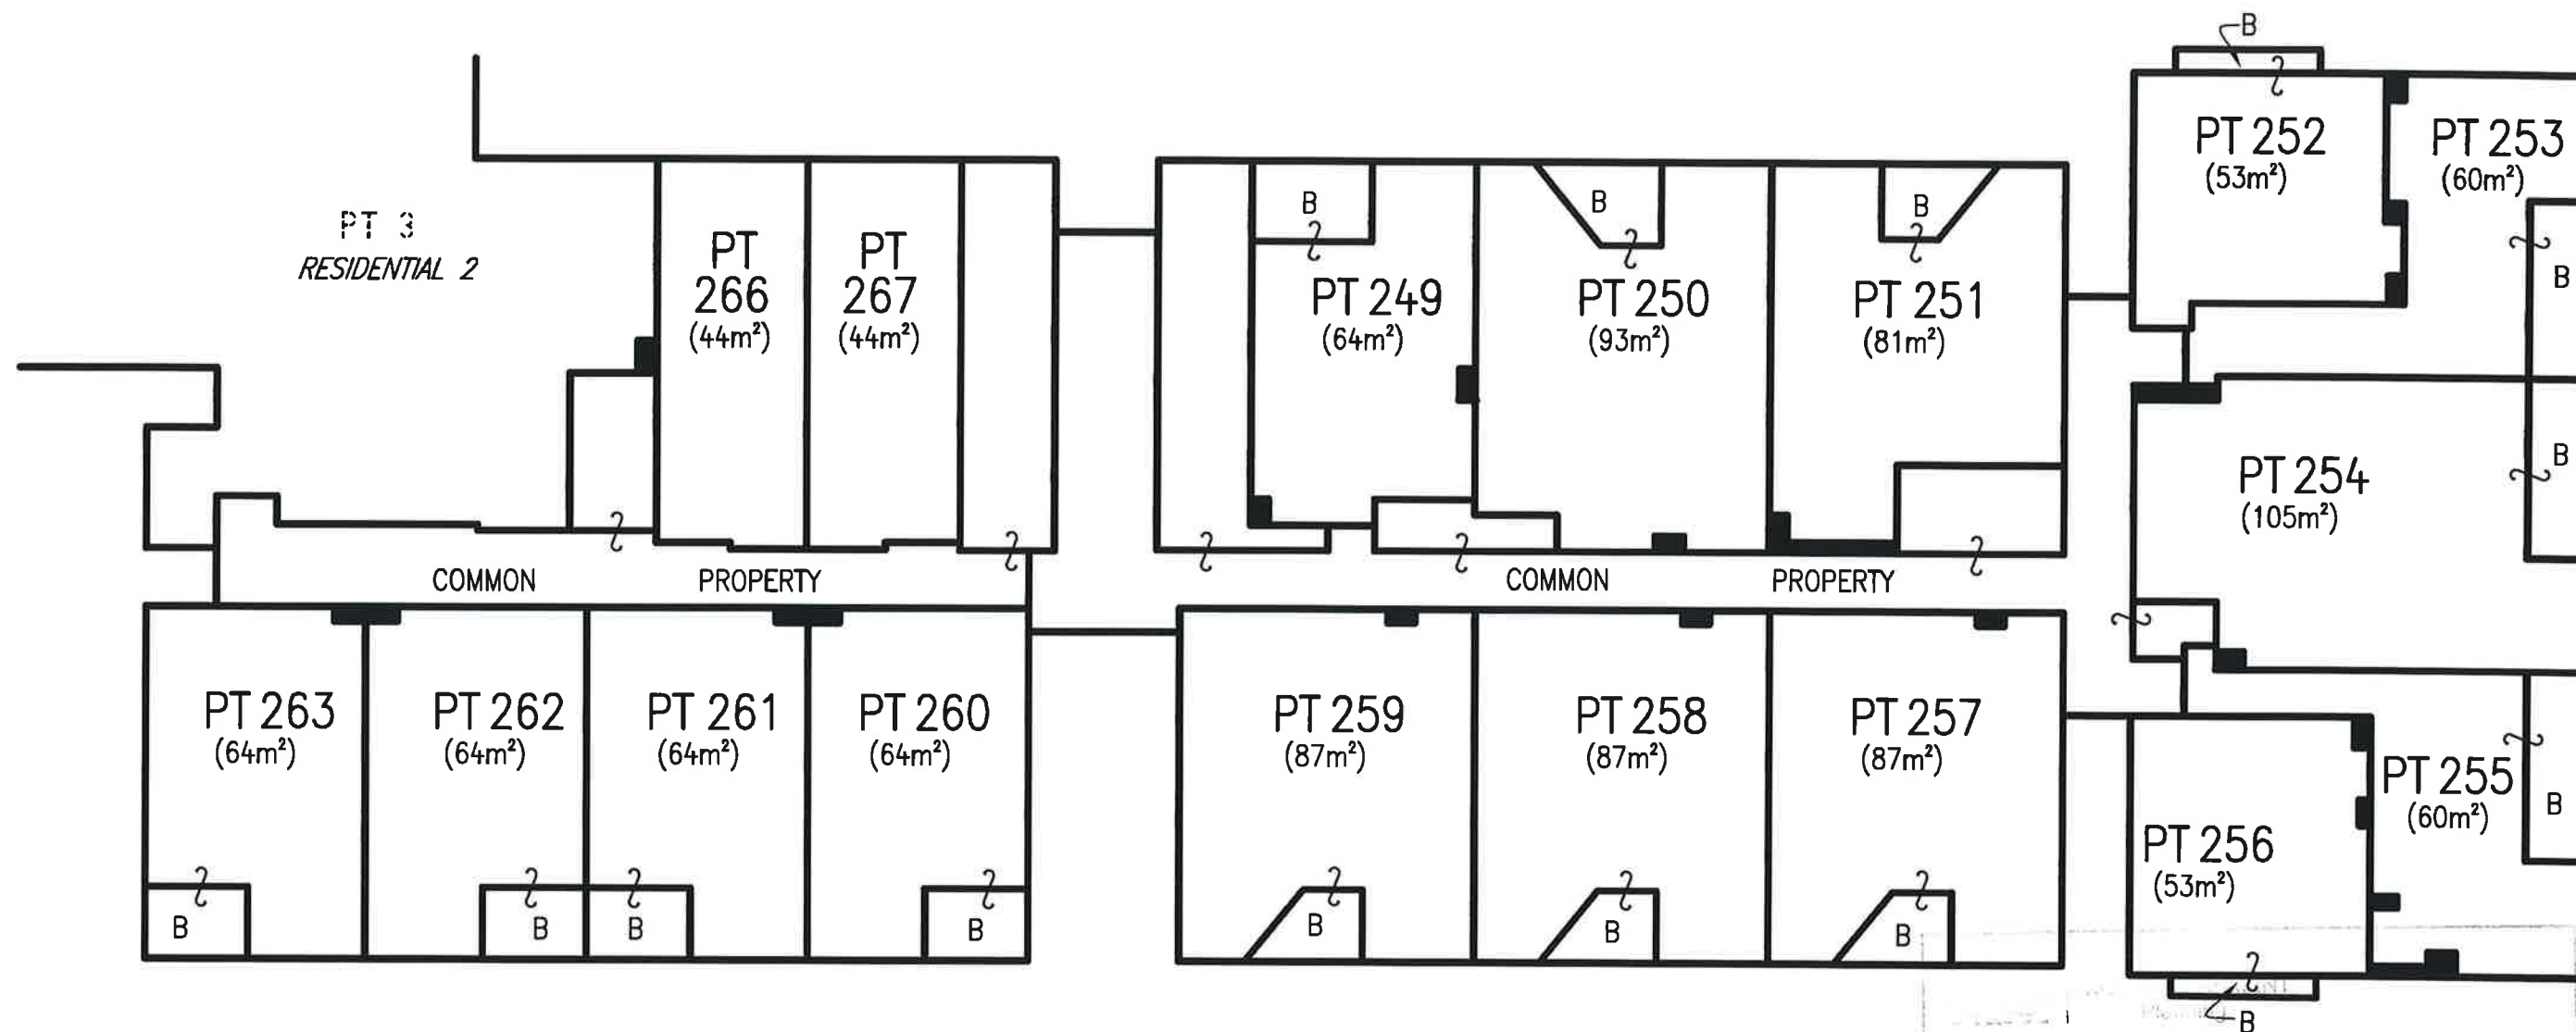 B
PT 252
(53m²)
PT 253
(60m²)
B
PT 3
RESIDENTIAL 2
PT
266
(44m²)
PT
267
(44m²)
B
PT 249
(64m²)
B
PT 250
(93m²)
B
PT 251
(81m²)
B
PT 254
(105m²)
COMMON PROPERTY
COMMON PROPERTY
PT 263
(64m²)
B
PT 262
(64m²)
B
PT 261
(64m²)
B
PT 260
(64m²)
B
PT 259
(87m²)
B
PT 258
(87m²)
B
PT 257
(87m²)
B
PT 255
(60m²)
B
PT 256
(53m²)
B